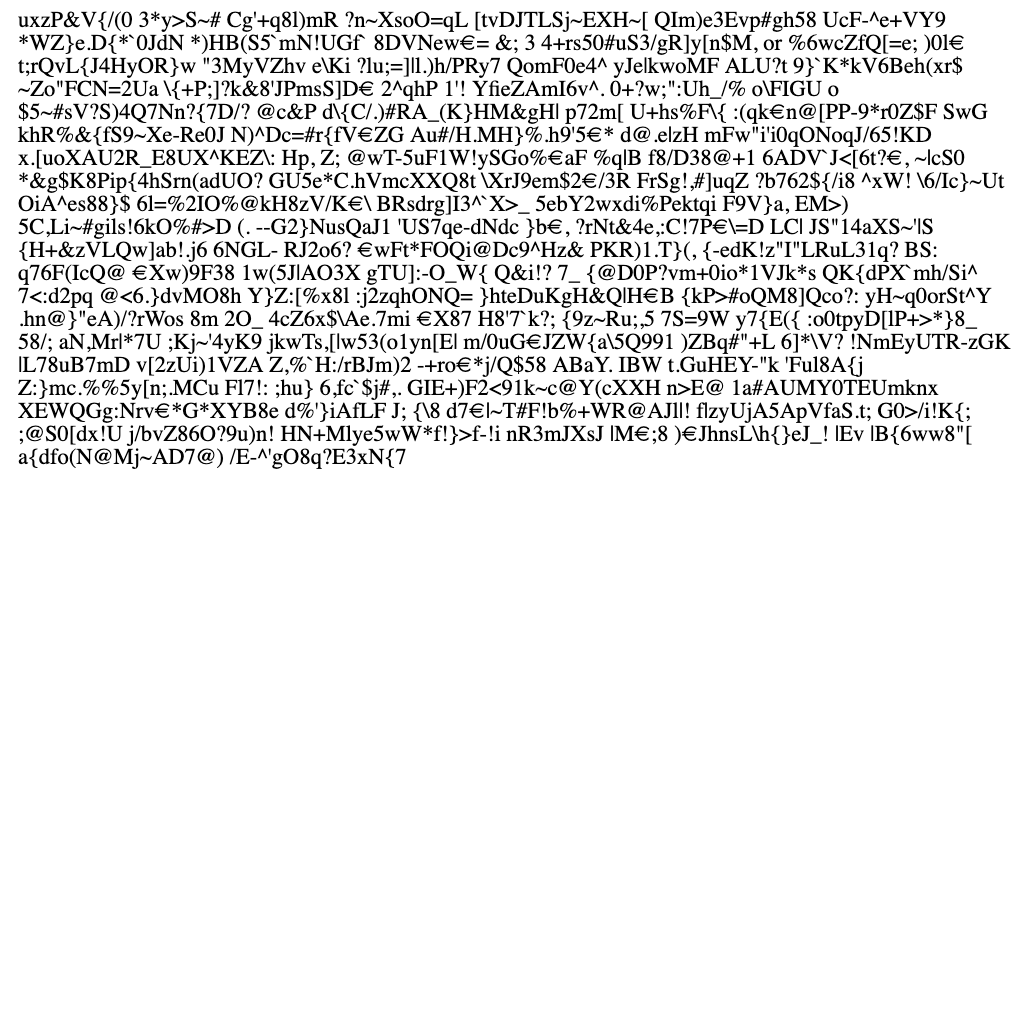 uxzP&V{/(0 3*y>S~# Cg'+q8l)mR ?n~XsoO=qL [tvDJTLSj~EXH~[ QIm)e3Evp#gh58 UcF-^e+VY9
*WZ}e.D{*`0JdN *)HB(S5`mN!UGf` 8DVNew€= &; 3 4+rs50#uS3/gR]y[n$M, or %6wcZfQ[=e; )0l€
t;rQvL{J4HyOR}w "3MyVZhv e\Ki ?lu;=]|l.)h/PRy7 QomF0e4^ yJe|kwoMF ALU?t 9}`K*kV6Beh(xr$
~Zo"FCN=2Ua \{+P;]?k&8'JPmsS]D€ 2^qhP 1'! YfieZAmI6v^. 0+?w;":Uh_/% o\FIGU o
$5~#sV?S)4Q7Nn?{7D/? @c&P d\{C/.)#RA_(K}HM&gH| p72m[ U+hs%F\{ :(qk€n@[PP-9*r0Z$F SwG
khR%&{fS9~Xe-Re0J N)^Dc=#r{fV€ZG Au#/H.MH}%.h9'5€* d@.e|zH mFw"i'i0qONoqJ/65!KD
x.[uoXAU2R_E8UX^KEZ\: Hp, Z; @wT-5uF1W!ySGo%€aF %q|B f8/D38@+1 6ADV`J<[6t?€, ~|cS0
*&g$K8Pip{4hSrn(adUO? GU5e*C.hVmcXXQ8t \XrJ9em$2€/3R FrSg!,#]uqZ ?b762${/i8 ^xW! \6/Ic}~Ut
OiA^es88}$ 6l=%2IO%@kH8zV/K€\ BRsdrg]I3^`X>_ 5ebY2wxdi%Pektqi F9V}a, EM>)
5C,Li~#gils!6kO%#>D (. --G2}NusQaJ1 'US7qe-dNdc }b€, ?rNt&4e,:C!7P€\=D LC| JS"14aXS~'|S
{H+&zVLQw]ab!.j6 6NGL- RJ2o6? €wFt*FOQi@Dc9^Hz& PKR)1.T}(, {-edK!z"I"LRuL31q? BS:
q76F(IcQ@ €Xw)9F38 1w(5J|AO3X gTU]:-O_W{ Q&i!? 7_ {@D0P?vm+0io*1VJk*s QK{dPX`mh/Si^
7<:d2pq @<6.}dvMO8h Y}Z:[%x8l :j2zqhONQ= }hteDuKgH&Q|H€B {kP>#oQM8]Qco?: yH~q0orSt^Y
.hn@}"eA)/?rWos 8m 2O_ 4cZ6x$\Ae.7mi €X87 H8'7`k?; {9z~Ru;,5 7S=9W y7{E({ :o0tpyD[lP+>*}8_
58/; aN,Mr|*7U ;Kj~'4yK9 jkwTs,[|w53(o1yn[E| m/0uG€JZW{a\5Q991 )ZBq#"+L 6]*\V? !NmEyUTR-zGK
|L78uB7mD v[2zUi)1VZA Z,%`H:/rBJm)2 -+ro€*j/Q$58 ABaY. IBW t.GuHEY-"k 'Ful8A{j
Z:}mc.%%5y[n;.MCu Fl7!: ;hu} 6,fc`$j#,. GIE+)F2<91k~c@Y(cXXH n>E@ 1a#AUMY0TEUmknx
XEWQGg:Nrv€*G*XYB8e d%'}iAfLF J; {\8 d7€|~T#F!b%+WR@AJl|! flzyUjA5ApVfaS.t; G0>/i!K{;
;@S0[dx!U j/bvZ86O?9u)n! HN+Mlye5wW*f!}>f-!i nR3mJXsJ |M€;8 )€JhnsL\h{}eJ_! |Ev |B{6ww8"[
a{dfo(N@Mj~AD7@) /E-^'gO8q?E3xN{7